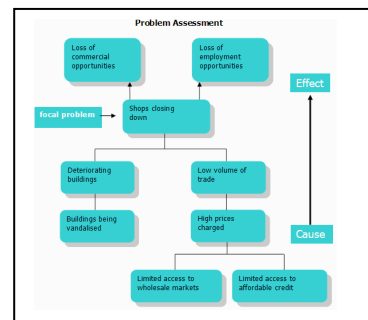 Problem Assessment
Loss of
commercial
opportunities
Loss of
employment
opportunities
Effect
focal problem
Shops closing
down
Deteriorating
buildings
Low volume of
trade
Buildings being
vandalised
High prices
charged
Cause
Limited access to
wholesale markets
Limited access to
affordable credit